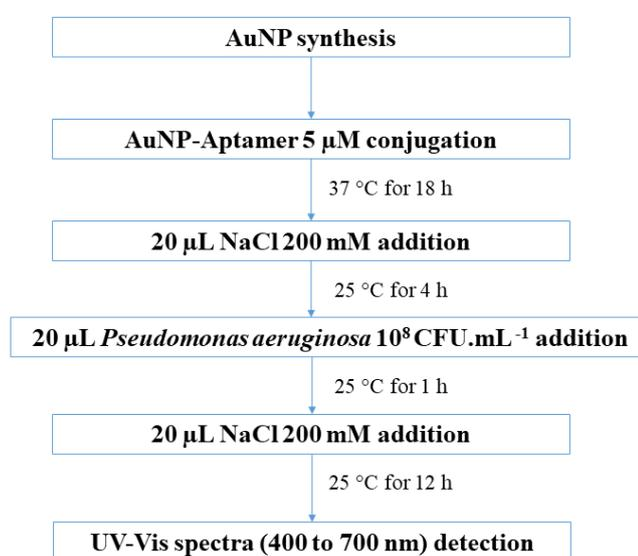 AuNP synthesis
AuNP-Aptamer 5 µM conjugation
37 °C for 18 h
20 µL NaCl 200 mM addition
25 °C for 4 h
20 µL Pseudomonas aeruginosa 10⁸ CFU.mL⁻¹ addition
25 °C for 1 h
20 µL NaCl 200 mM addition
25 °C for 12 h
UV-Vis spectra (400 to 700 nm) detection